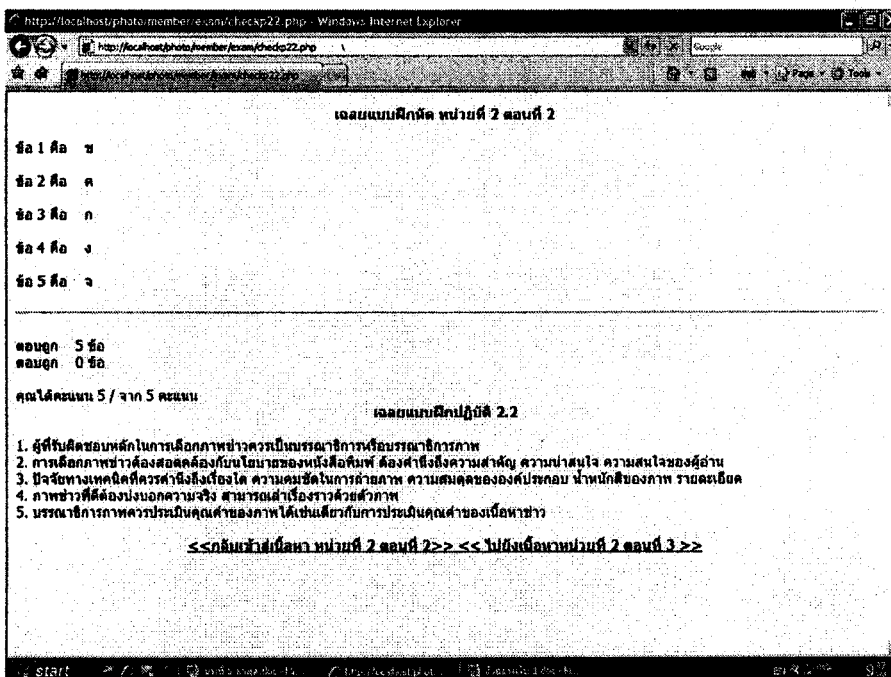 http://localhost/photo/member/exam/checkp22.php - Windows Internet Explorer
http://localhost/photo/member/exam/checkp22.php
Google
http://localhost/photo/member/exam/checkp22.php
Page Tools
เฉลยแบบฝึกหัด หน่วยที่ 2 ตอนที่ 2
ข้อ 1 คือ ข
ข้อ 2 คือ ค
ข้อ 3 คือ ก
ข้อ 4 คือ ง
ข้อ 5 คือ จ
ตอบถูก 5 ข้อ
ตอบถูก 0 ข้อ
คุณได้คะแนน 5 / จาก 5 คะแนน
เฉลยแบบฝึกปฏิบัติ 2.2
1. ผู้ที่รับผิดชอบหลักในการเลือกภาพข่าวควรเป็นบรรณาธิการหรือบรรณาธิการภาพ
2. การเลือกภาพข่าวต้องสอดคล้องกับนโยบายของหนังสือพิมพ์ ต้องคำนึงถึงความสำคัญ ความน่าสนใจ ความสนใจของผู้อ่าน
3. ปัจจัยทางเทคนิคที่ควรคำนึงถึงเรื่องโด ความคมชัดในการถ่ายภาพ ความสมดุลขององค์ประกอบ น้ำหนักสีของภาพ รายละเอียด
4. ภาพข่าวที่ดีต้องบ่งบอกความจริง สามารถเล่าเรื่องราวด้วยตัวภาพ
5. บรรณาธิการภาพควรประเมินคุณค่าของภาพได้เช่นเดียวกับการประเมินคุณค่าของเนื้อหาข่าว
<<กลับเข้าสู่เนื้อหา หน่วยที่ 2 ตอนที่ 2>> << ไปยังเนื้อหาหน่วยที่ 2 ตอนที่ 3 >>
start